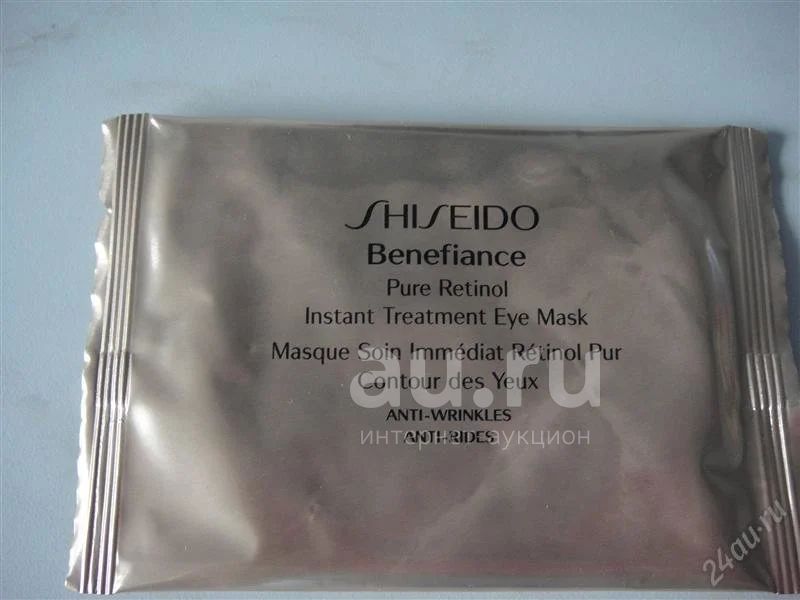 SHISEIDO
Benefiance
Pure Retinol
Instant Treatment Eye Mask
Masque Soin Immédiat Rétinol Pur
Contour des Yeux
au.ru
ANTI-WRINKLES
интернет аукцион
ANTI-RIDES
24au.ru